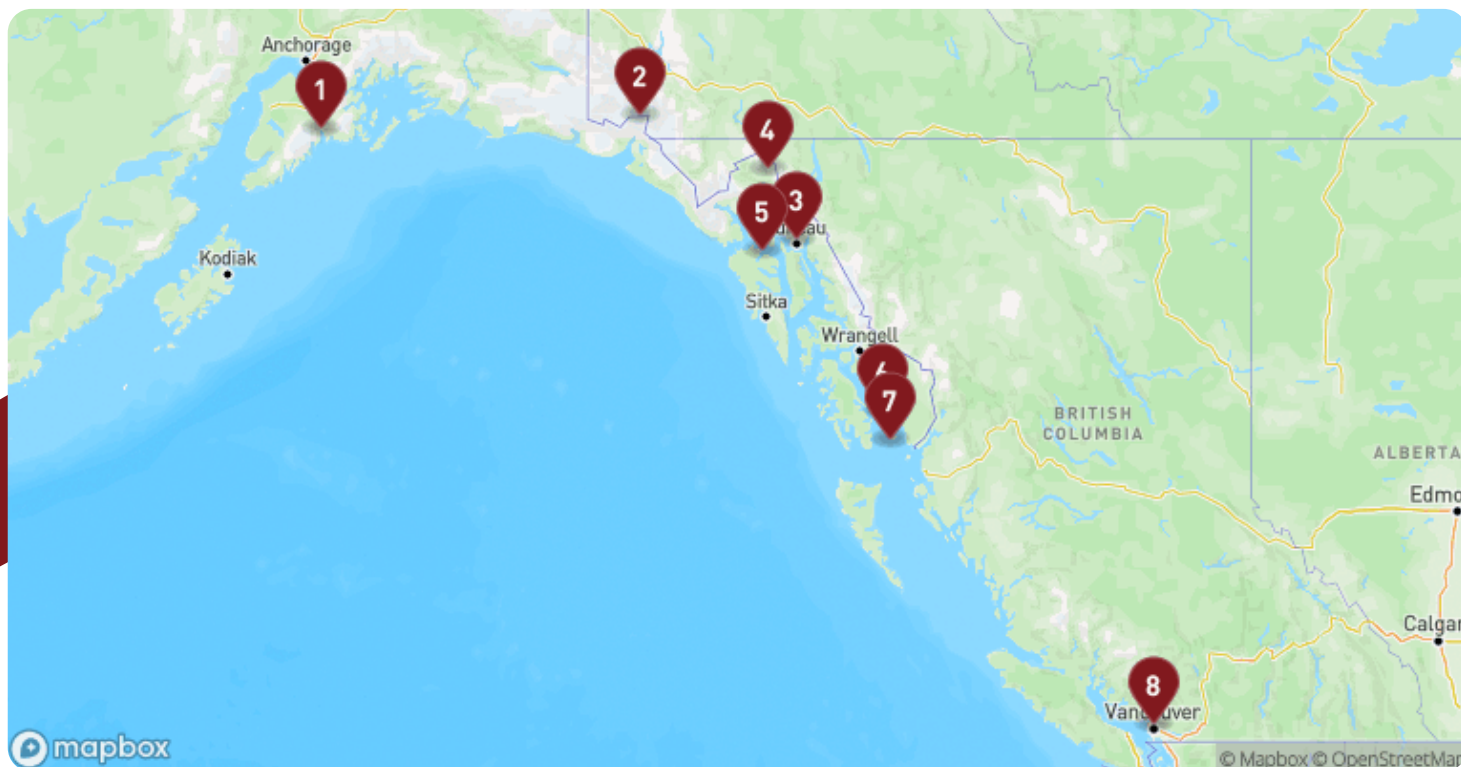 Anchorage
1
2
4
3
5
Kodiak
Sitka
Wrangell
7
BRITISH
COLUMBIA
ALBERTA
Edmo
Calgar
8
Vancouver
mapbox
© Mapbox © OpenStreetMap